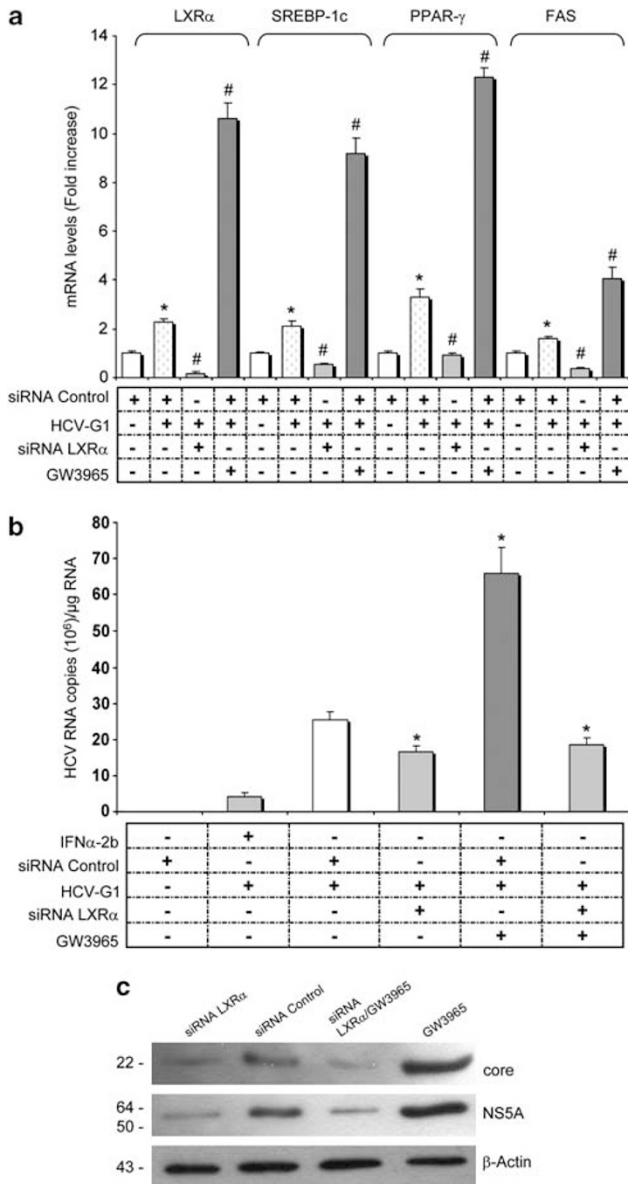 a
LXRα SREBP-1c PPAR-γ FAS
mRNA levels (Fold increase)
14
12
10
8
6
4
2
0
* # # * # # * # # * # #
siRNA Control + + - + + + - + + + - + + + - +
HCV-G1 - + + + - + + + - + + + - + + +
siRNA LXRα - - + - - - + - - - + - - - + -
GW3965 - - - + - - - + - - - + - - - +
b
HCV RNA copies (10⁶)/µg RNA
80
70
60
50
40
30
20
10
0
* * *
IFNα-2b - + - - - -
siRNA Control + - + - + -
HCV-G1 - + + + + +
siRNA LXRα - - - + - +
GW3965 - - - - + +
c
siRNA LXRα siRNA Control siRNA LXRα/GW3965 GW3965
22 - core
64 - NS5A
50 -
43 - β-Actin